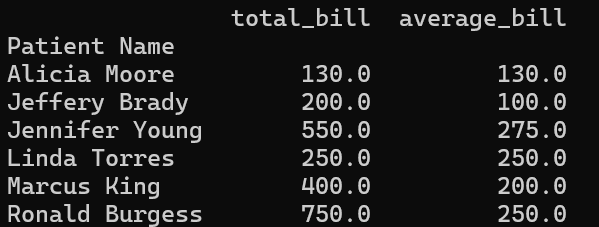 total_bill average_bill
Patient Name
Alicia Moore 130.0 130.0
Jeffery Brady 200.0 100.0
Jennifer Young 550.0 275.0
Linda Torres 250.0 250.0
Marcus King 400.0 200.0
Ronald Burgess 750.0 250.0